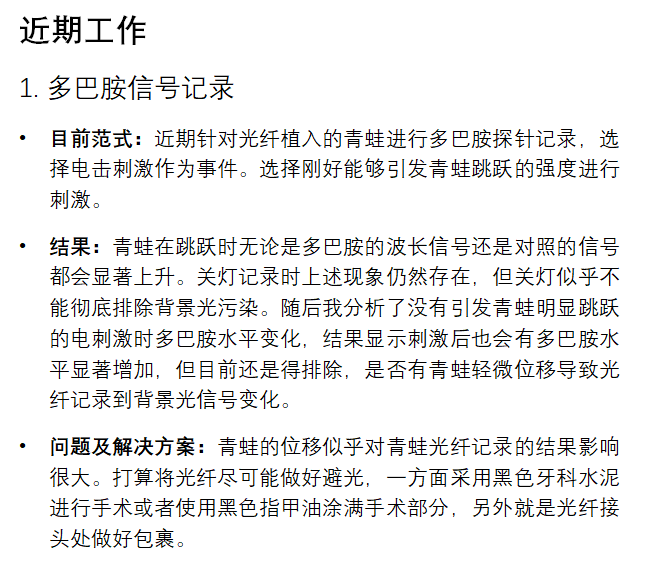 近期工作
1. 多巴胺信号记录
• 目前范式：近期针对光纤植入的青蛙进行多巴胺探针记录，选
择电击刺激作为事件。选择刚好能够引发青蛙跳跃的强度进行
刺激。
• 结果：青蛙在跳跃时无论是多巴胺的波长信号还是对照的信号
都会显著上升。关灯记录时上述现象仍然存在，但关灯似乎不
能彻底排除背景光污染。随后我分析了没有引发青蛙明显跳跃
的电刺激时多巴胺水平变化，结果显示刺激后也会有多巴胺水
平显著增加，但目前还是得排除，是否有青蛙轻微位移导致光
纤记录到背景光信号变化。
• 问题及解决方案：青蛙的位移似乎对青蛙光纤记录的结果影响
很大。打算将光纤尽可能做好避光，一方面采用黑色牙科水泥
进行手术或者使用黑色指甲油涂满手术部分，另外就是光纤接
头处做好包裹。